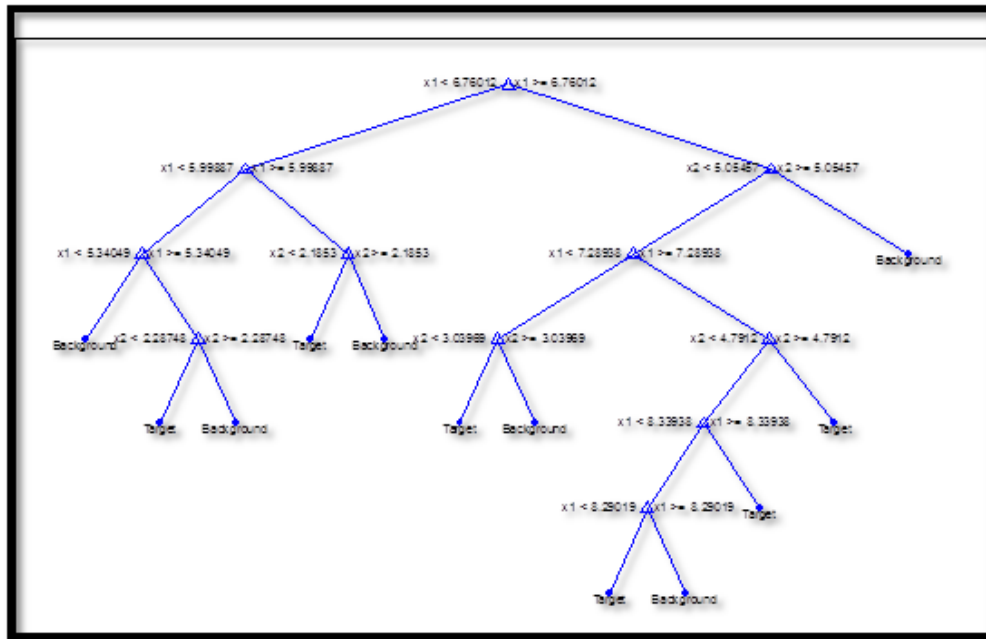 x1 < 6.76012 x1 >= 6.76012
x1 < 5.99887 x1 >= 5.99887 x2 < 5.05457 x2 >= 5.05457
x1 < 5.34049 x1 >= 5.34049 x2 < 2.1853 x2 >= 2.1853 x1 < 7.28938 x1 >= 7.28938 Background
Background x2 < 2.28748 x2 >= 2.28748 Target Background x2 < 3.03969 x2 >= 3.03969 x2 < 4.7912 x2 >= 4.7912
Target Background Target Background x1 < 8.33938 x1 >= 8.33938 Target
x1 < 8.29019 x1 >= 8.29019 Target
Target Background